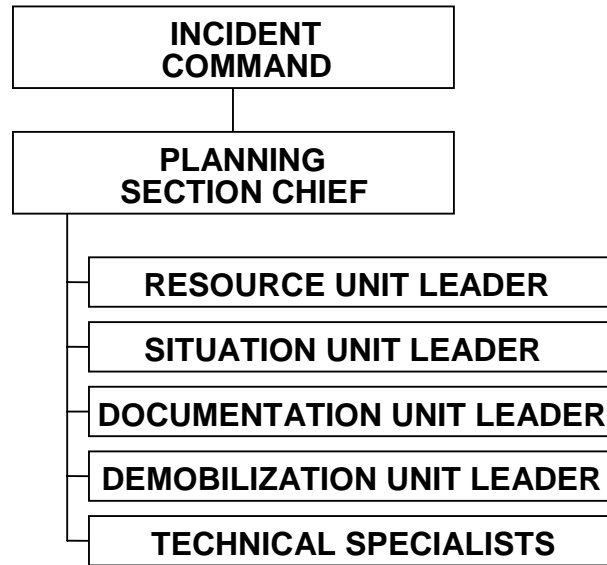 INCIDENT
COMMAND
PLANNING
SECTION CHIEF
RESOURCE UNIT LEADER
SITUATION UNIT LEADER
DOCUMENTATION UNIT LEADER
DEMOBILIZATION UNIT LEADER
TECHNICAL SPECIALISTS